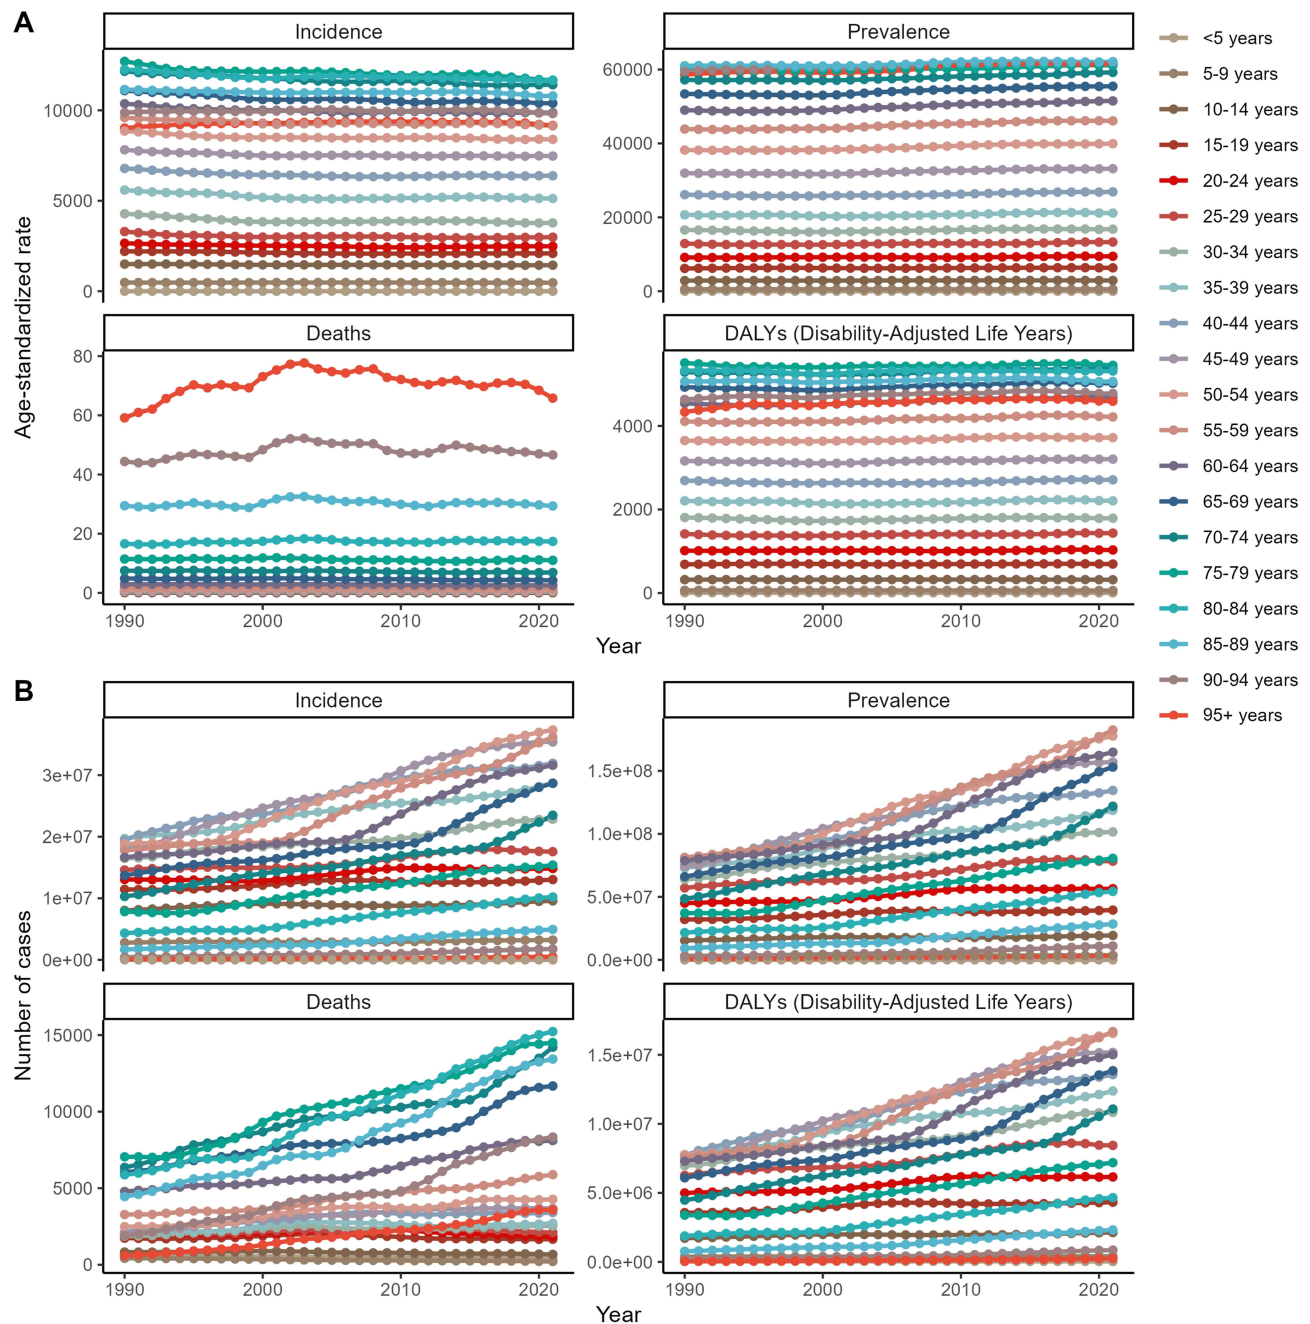 A
Incidence
Prevalence
Age-standardized rate
0
5000
10000
0
20000
40000
60000
Deaths
DALYs (Disability-Adjusted Life Years)
0
20
40
60
80
0
2000
4000
1990
2000
2010
2020
1990
2000
2010
2020
Year
B
Incidence
Prevalence
Number of cases
0e+00
1e+07
2e+07
3e+07
0.0e+00
5.0e+07
1.0e+08
1.5e+08
Deaths
DALYs (Disability-Adjusted Life Years)
0
5000
10000
15000
0.0e+00
5.0e+06
1.0e+07
1.5e+07
1990
2000
2010
2020
1990
2000
2010
2020
Year
<5 years
5-9 years
10-14 years
15-19 years
20-24 years
25-29 years
30-34 years
35-39 years
40-44 years
45-49 years
50-54 years
55-59 years
60-64 years
65-69 years
70-74 years
75-79 years
80-84 years
85-89 years
90-94 years
95+ years